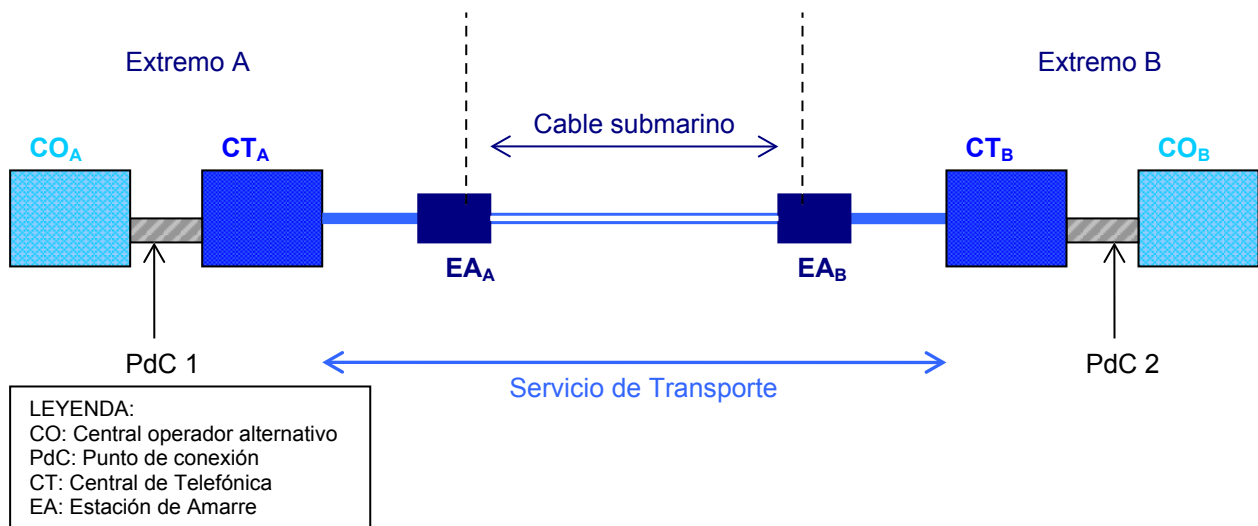 Extremo A
Extremo B
Cable submarino
COA
CTA
CTB
COB
EAA
EAB
PdC 1
PdC 2
Servicio de Transporte
LEYENDA:
CO: Central operador alternativo
PdC: Punto de conexión
CT: Central de Telefónica
EA: Estación de Amarre